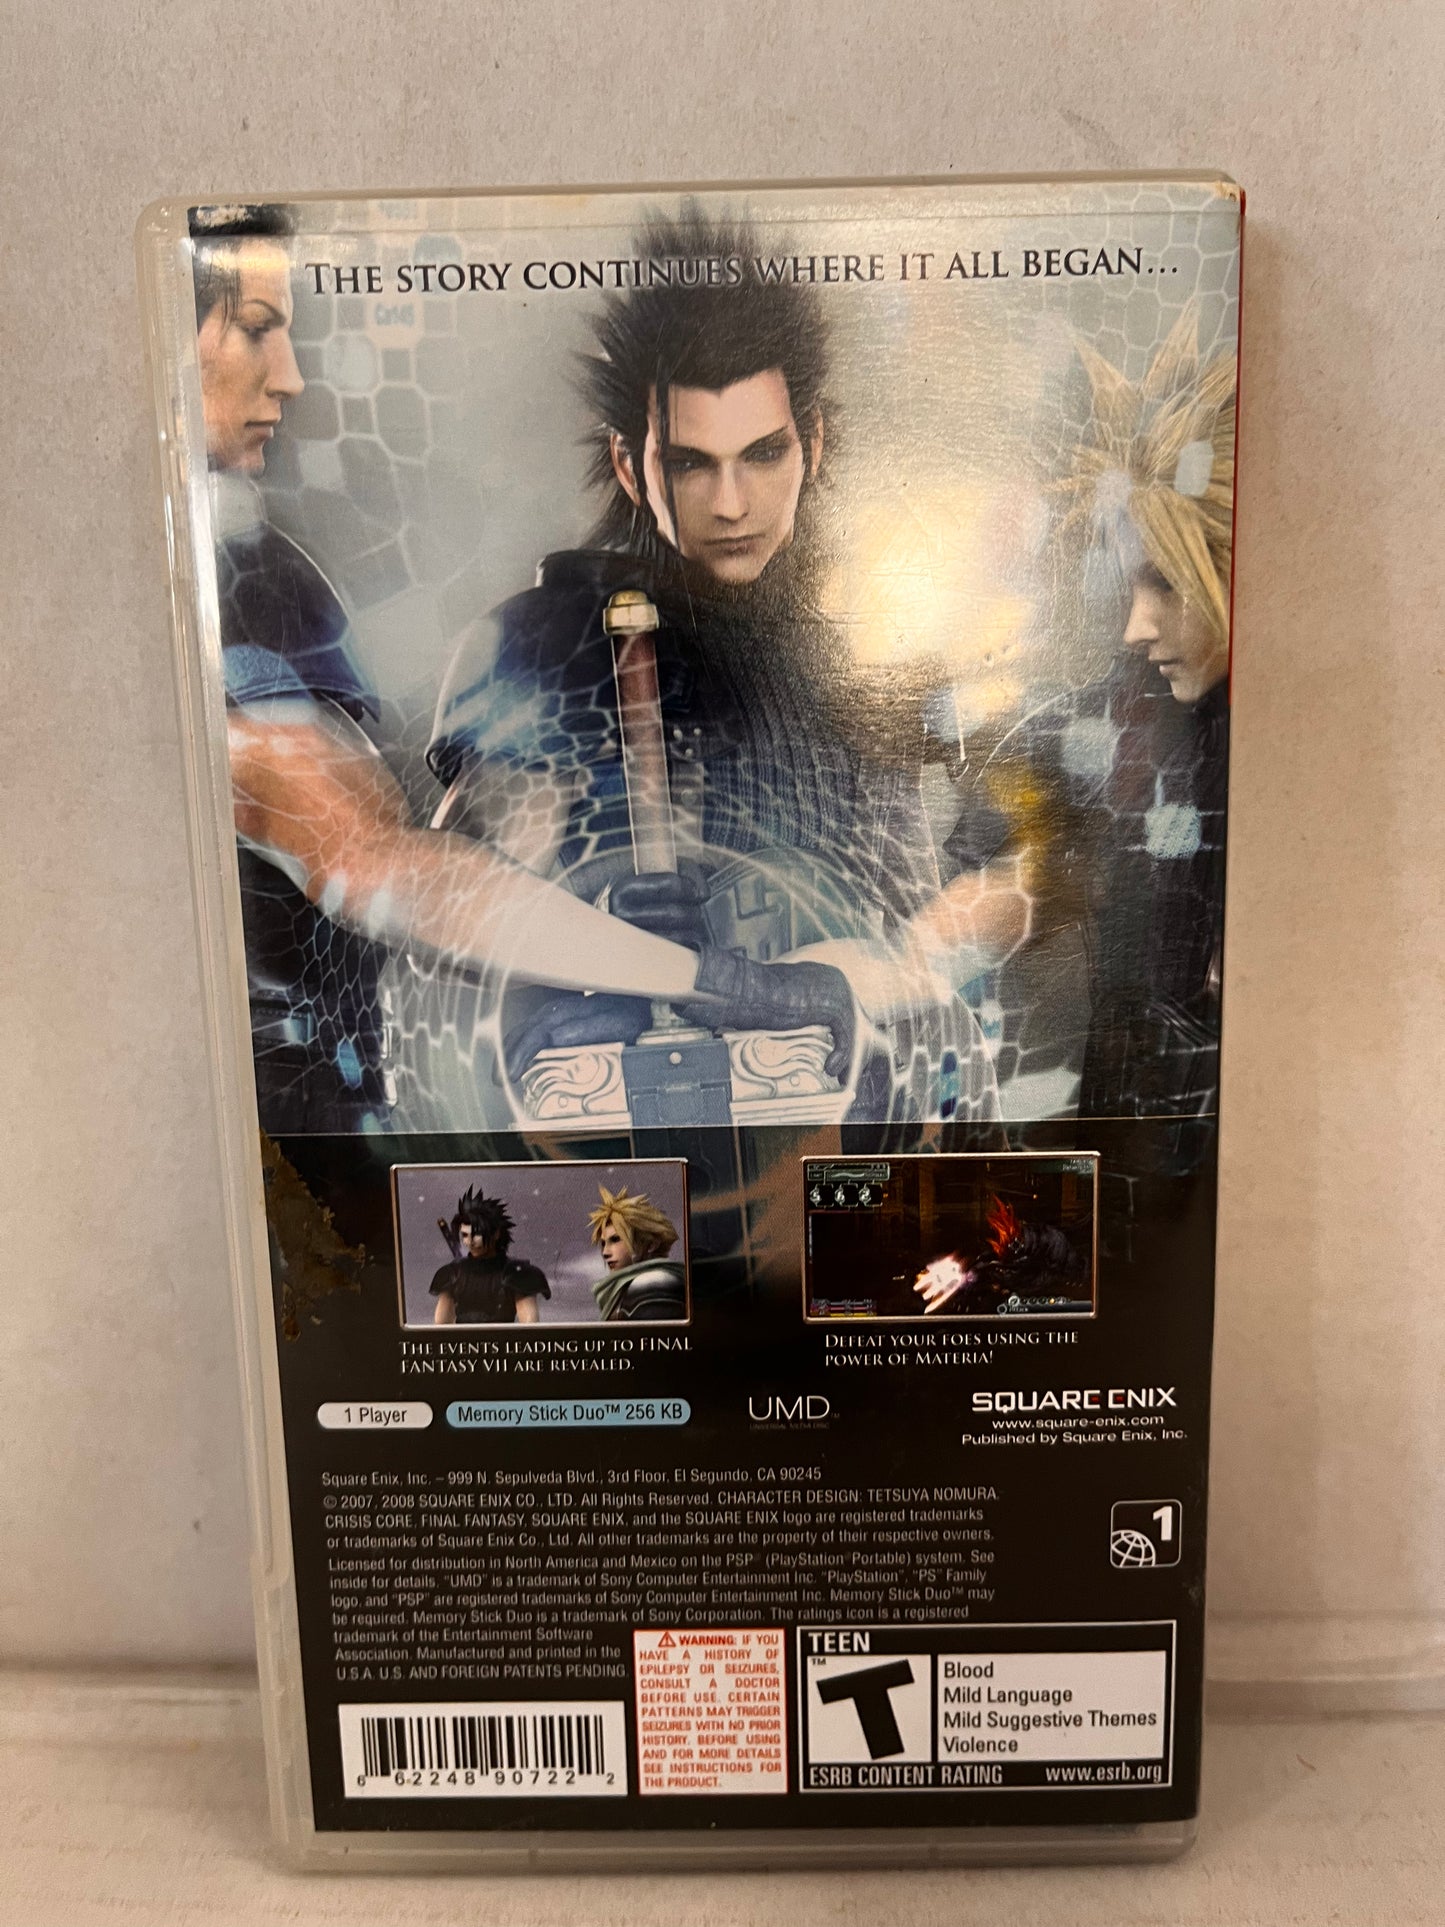 THE STORY CONTINUES WHERE IT ALL BEGAN...
THE EVENTS LEADING UP TO FINAL
FANTASY VII ARE REVEALED.
DEFEAT YOUR FOES USING THE
POWER OF MATERIA!
1 Player
Memory Stick Duo™ 256 KB
UMD™
UNIVERSAL MEDIA DISC
SQUARE ENIX
www.square-enix.com
Published by Square Enix, Inc.
Square Enix, Inc. – 999 N. Sepulveda Blvd., 3rd Floor, El Segundo, CA 90245
© 2007, 2008 SQUARE ENIX CO., LTD. All Rights Reserved. CHARACTER DESIGN: TETSUYA NOMURA.
CRISIS CORE, FINAL FANTASY, SQUARE ENIX, and the SQUARE ENIX logo are registered trademarks
or trademarks of Square Enix Co., Ltd. All other trademarks are the property of their respective owners.
Licensed for distribution in North America and Mexico on the PSP® (PlayStation®Portable) system. See
inside for details. "UMD" is a trademark of Sony Computer Entertainment Inc. "PlayStation", "PS" Family
logo, and "PSP" are registered trademarks of Sony Computer Entertainment Inc. Memory Stick Duo™ may
be required. Memory Stick Duo is a trademark of Sony Corporation. The ratings icon is a registered
trademark of the Entertainment Software
Association. Manufactured and printed in the
U.S.A. U.S. AND FOREIGN PATENTS PENDING.
1
WARNING: IF YOU
HAVE A HISTORY OF
EPILEPSY OR SEIZURES,
CONSULT A DOCTOR
BEFORE USE. CERTAIN
PATTERNS MAY TRIGGER
SEIZURES WITH NO PRIOR
HISTORY. BEFORE USING
AND FOR MORE DETAILS
SEE INSTRUCTIONS FOR
THE PRODUCT.
TEEN
T™
Blood
Mild Language
Mild Suggestive Themes
Violence
ESRB CONTENT RATING www.esrb.org
6 62248 90722 2